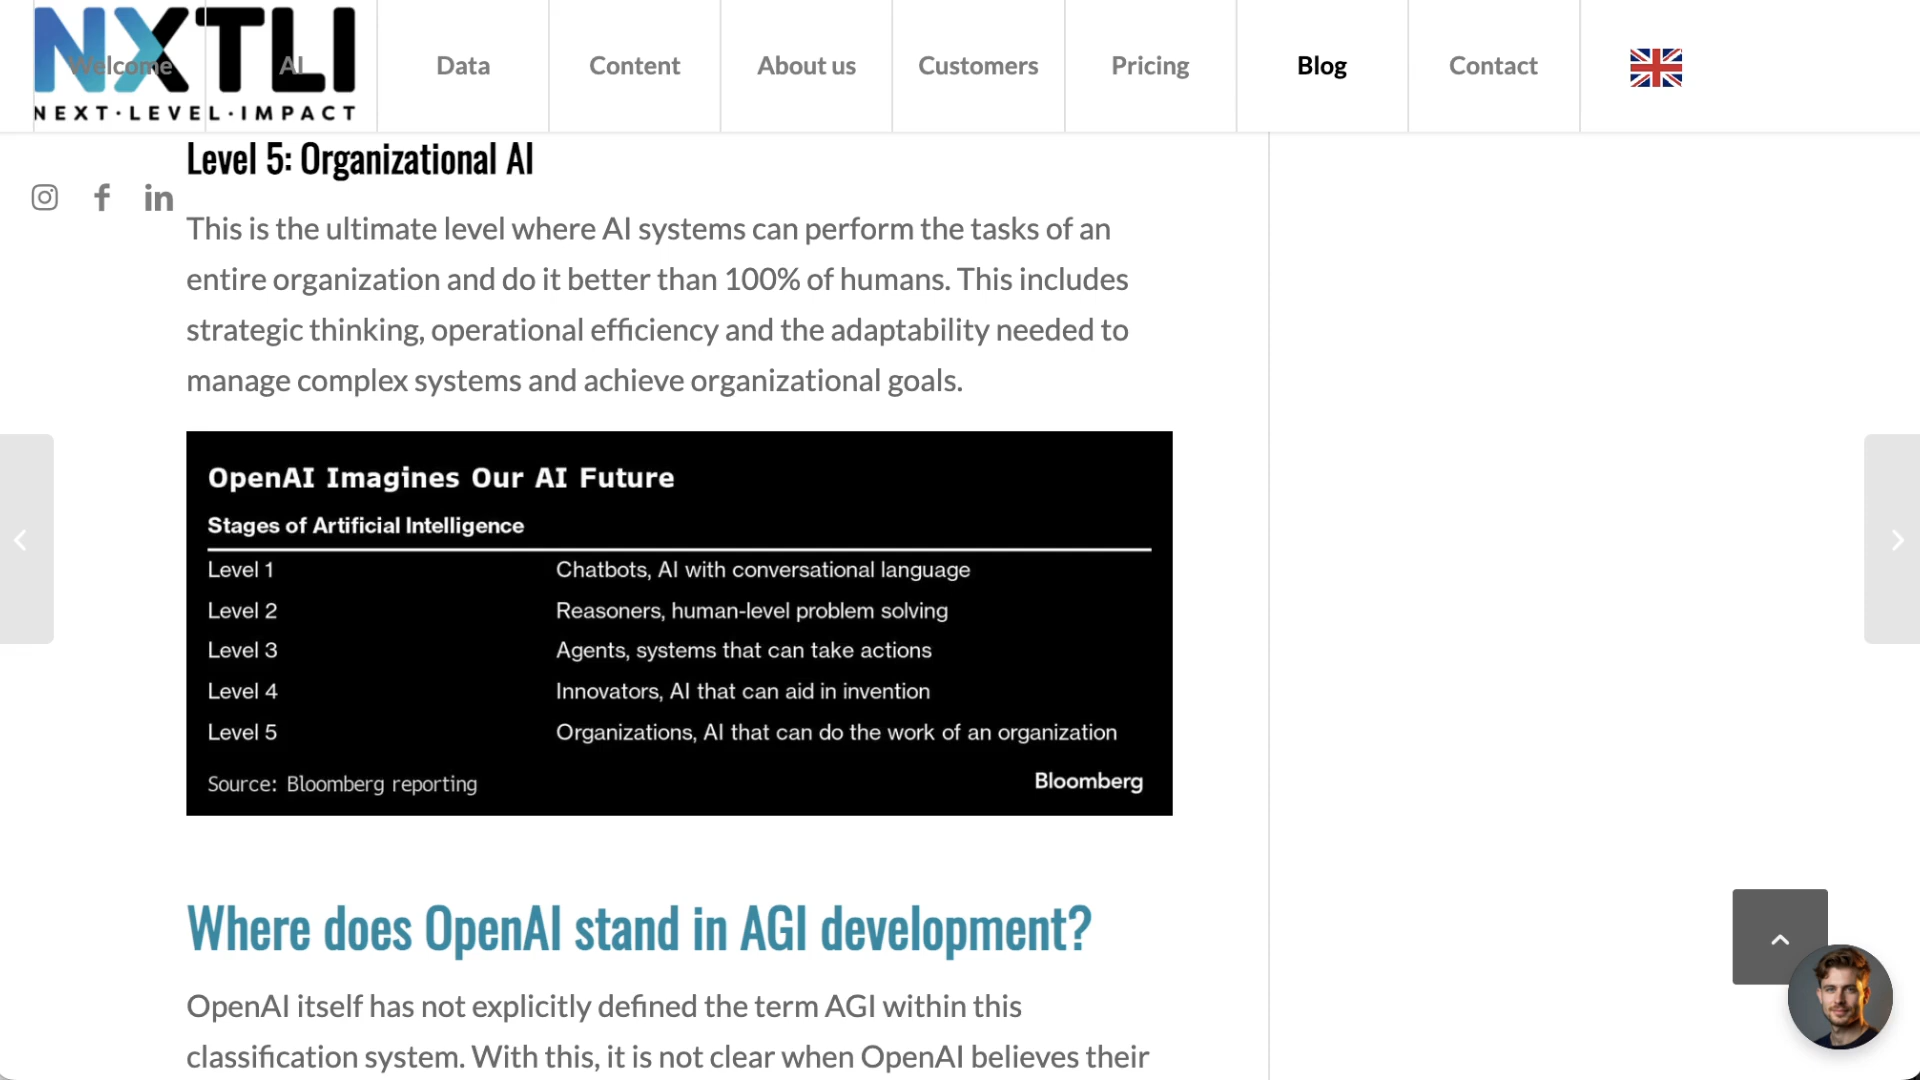 NXTLI
NEXT·LEVEL·IMPACT
Welcome
AI
Data
Content
About us
Customers
Pricing
Blog
Contact
Level 5: Organizational AI
This is the ultimate level where AI systems can perform the tasks of an
entire organization and do it better than 100% of humans. This includes
strategic thinking, operational efficiency and the adaptability needed to
manage complex systems and achieve organizational goals.
OpenAI Imagines Our AI Future
Stages of Artificial Intelligence
Level 1 Chatbots, AI with conversational language
Level 2 Reasoners, human-level problem solving
Level 3 Agents, systems that can take actions
Level 4 Innovators, AI that can aid in invention
Level 5 Organizations, AI that can do the work of an organization
Source: Bloomberg reporting Bloomberg
Where does OpenAI stand in AGI development?
OpenAI itself has not explicitly defined the term AGI within this
classification system. With this, it is not clear when OpenAI believes their